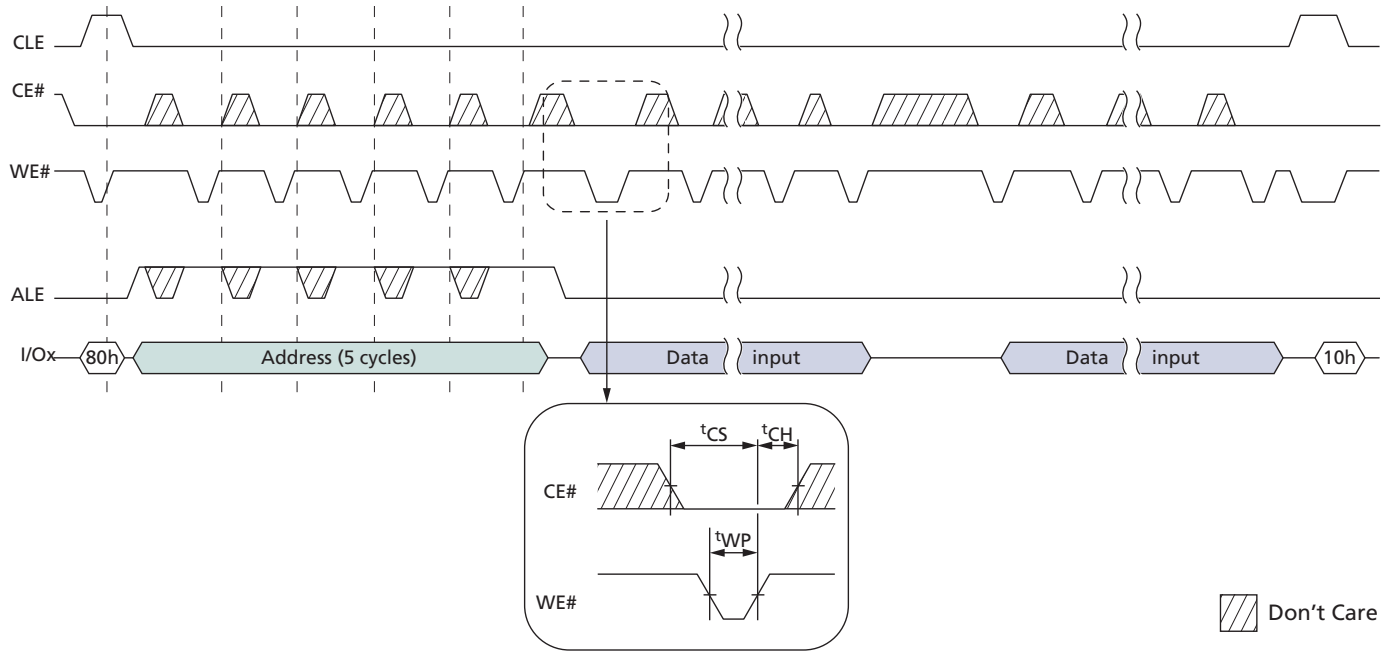 CLE
CE#
WE#
ALE
I/Ox 80h Address (5 cycles) Data input Data input 10h
tCS tCH
CE#
tWP
WE#
Don't Care